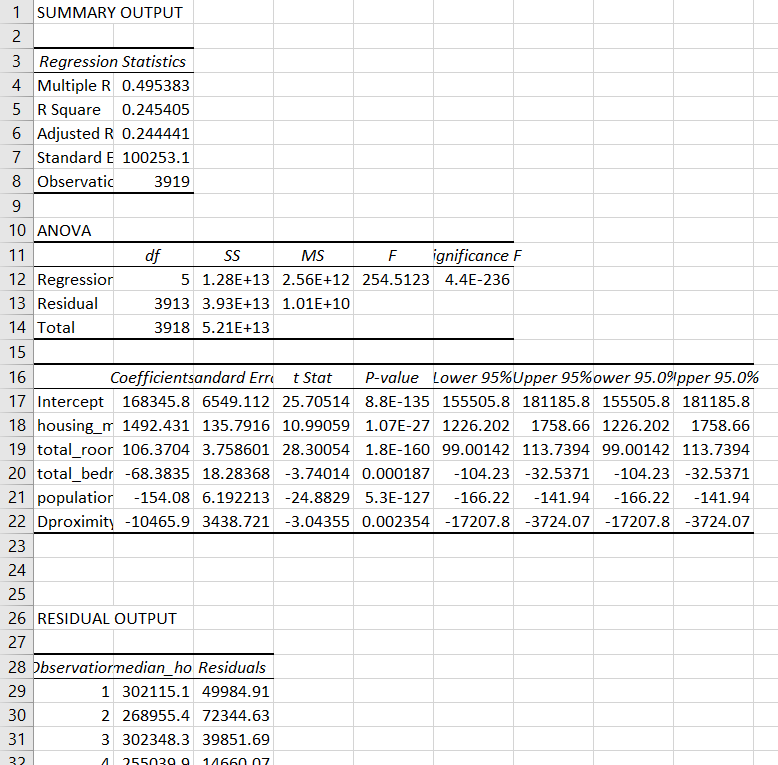 1 SUMMARY OUTPUT
2
3 Regression Statistics
4 Multiple R 0.495383
5 R Square 0.245405
6 Adjusted R 0.244441
7 Standard E 100253.1
8 Observatic 3919
9
10 ANOVA
11 df SS MS F ignificance F
12 Regression 5 1.28E+13 2.56E+12 254.5123 4.4E-236
13 Residual 3913 3.93E+13 1.01E+10
14 Total 3918 5.21E+13
15
16 Coefficients andard Erro t Stat P-value Lower 95% Upper 95% ower 95.0% pper 95.0%
17 Intercept 168345.8 6549.112 25.70514 8.8E-135 155505.8 181185.8 155505.8 181185.8
18 housing_m 1492.431 135.7916 10.99059 1.07E-27 1226.202 1758.66 1226.202 1758.66
19 total_roor 106.3704 3.758601 28.30054 1.8E-160 99.00142 113.7394 99.00142 113.7394
20 total_bedr -68.3835 18.28368 -3.74014 0.000187 -104.23 -32.5371 -104.23 -32.5371
21 population -154.08 6.192213 -24.8829 5.3E-127 -166.22 -141.94 -166.22 -141.94
22 Dproximity -10465.9 3438.721 -3.04355 0.002354 -17207.8 -3724.07 -17207.8 -3724.07
23
24
25
26 RESIDUAL OUTPUT
27
28 Observation median_ho Residuals
29 1 302115.1 49984.91
30 2 268955.4 72344.63
31 3 302348.3 39851.69
32 4 255039.9 14660.07